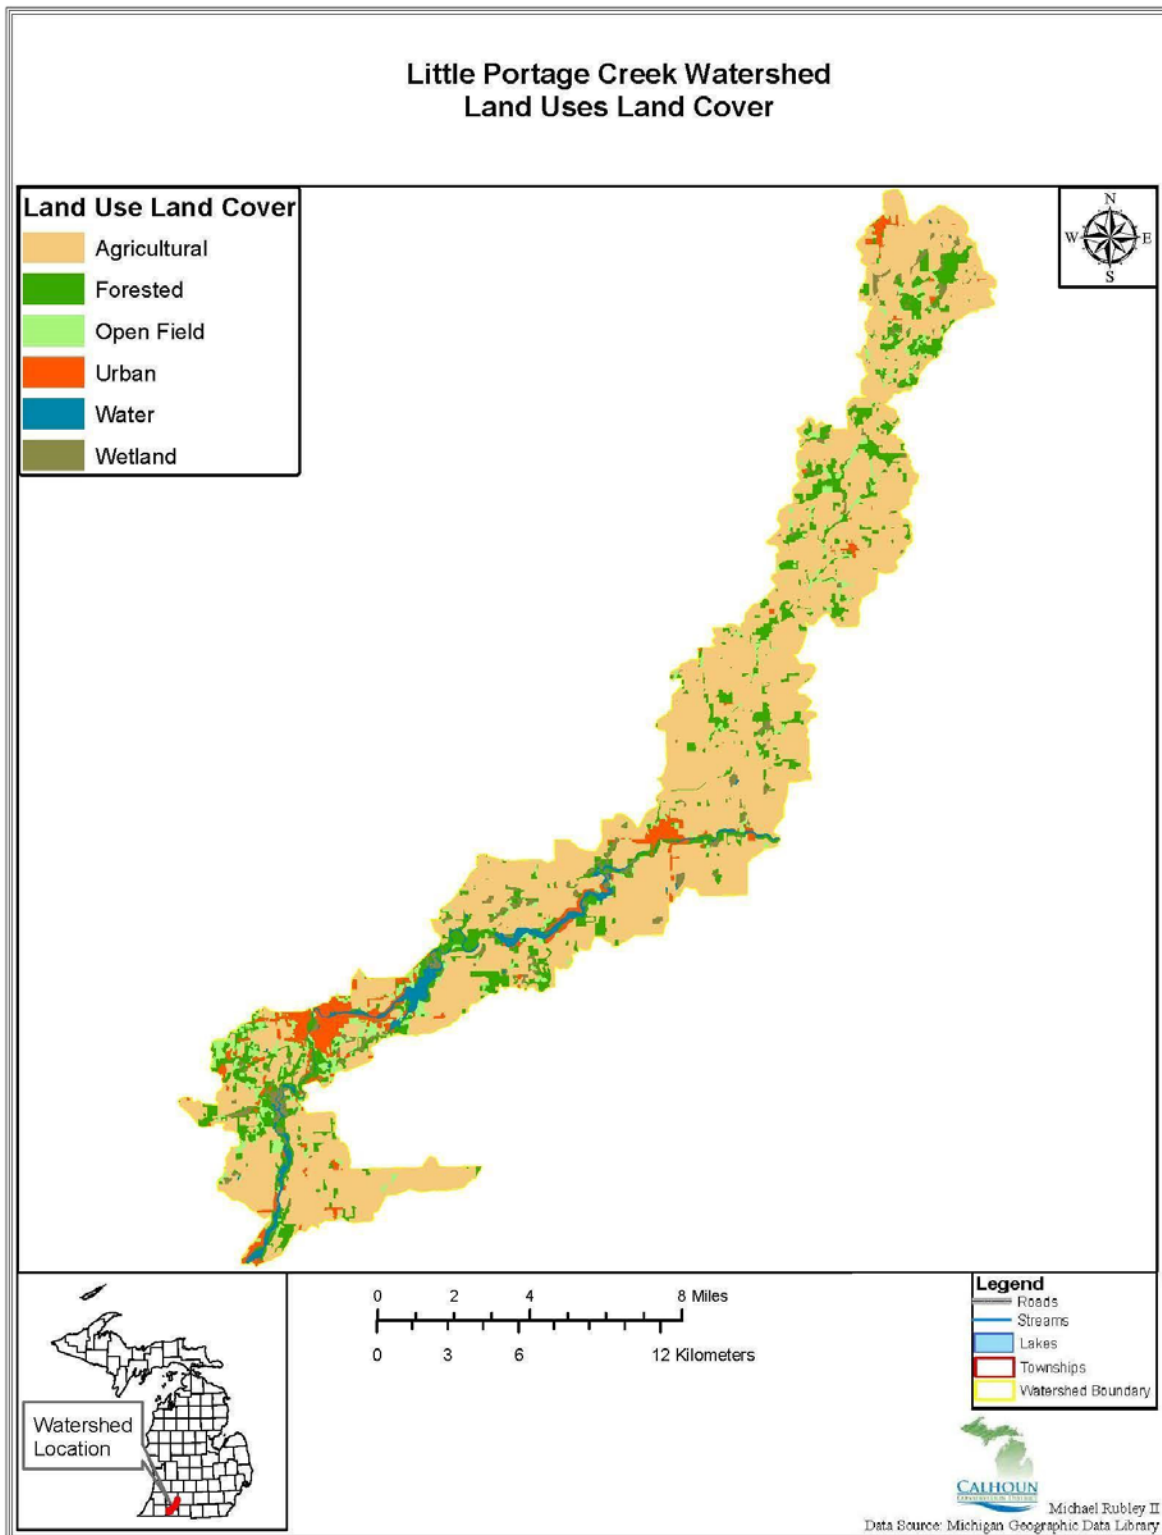 Little Portage Creek Watershed
Land Uses Land Cover
Land Use Land Cover
Agricultural
Forested
Open Field
Urban
Water
Wetland
N
W
E
S
Watershed
Location
0 2 4 8 Miles
0 3 6 12 Kilometers
Legend
Roads
Streams
Lakes
Townships
Watershed Boundary
CALHOUN
CONSERVATION DISTRICT
Michael Rubley II
Data Source: Michigan Geographic Data Library